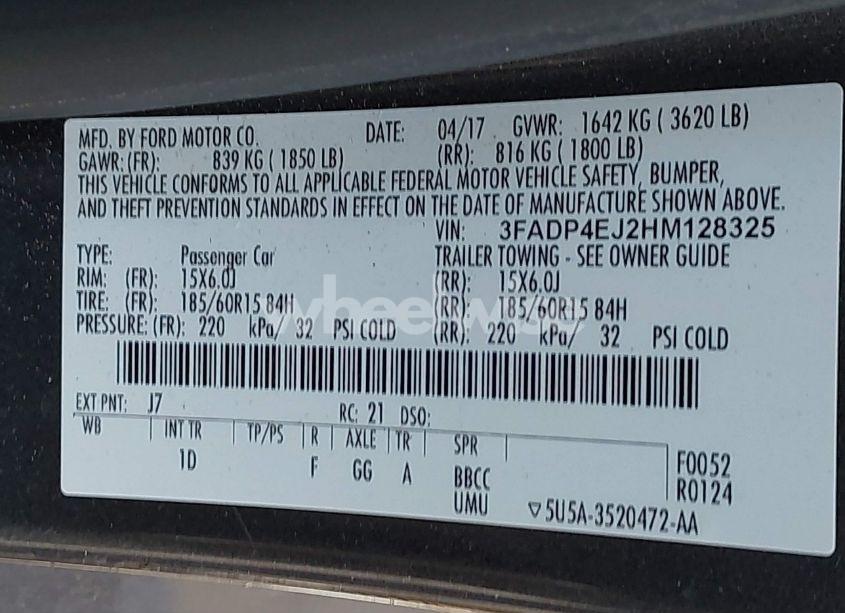 MFD. BY FORD MOTOR CO. DATE: 04/17 GVWR: 1642 KG ( 3620 LB)
GAWR:(FR): 839 KG ( 1850 LB) (RR): 816 KG ( 1800 LB)
THIS VEHICLE CONFORMS TO ALL APPLICABLE FEDERAL MOTOR VEHICLE SAFETY, BUMPER,
AND THEFT PREVENTION STANDARDS IN EFFECT ON THE DATE OF MANUFACTURE SHOWN ABOVE.
VIN: 3FADP4EJ2HM128325
TYPE: Passenger Car TRAILER TOWING - SEE OWNER GUIDE
RIM: (FR): 15X6.0J (RR): 15X6.0J
TIRE: (FR): 185/60R15 84H (RR): 185/60R15 84H
PRESSURE: (FR): 220 kPa/ 32 PSI COLD (RR): 220 kPa/ 32 PSI COLD
EXT PNT: J7 RC: 21 DSO:
WB INT TR TP/PS R AXLE TR SPR
1D F GG A BBCC
UMU
F0052
R0124
▽5U5A-3520472-AA